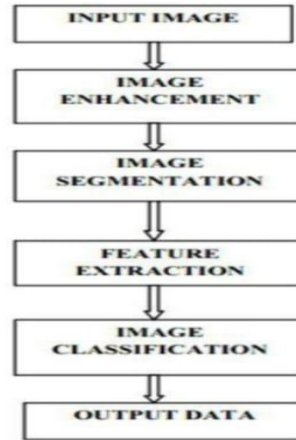 INPUT IMAGE
IMAGE
ENHANCEMENT
IMAGE
SEGMENTATION
FEATURE
EXTRACTION
IMAGE
CLASSIFICATION
OUTPUT DATA